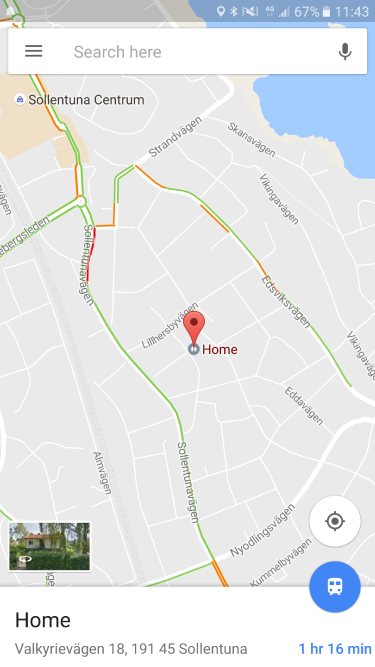 4G 67% 11:43
Search here
Sollentuna Centrum
Strandvägen
Skansvägen
Vikingavägen
Sollentunavägen
Edsviksvägen
Lillhersbyvägen
Home
Eddavägen
Almvägen
Sollentunavägen
Nyodlingsvägen
Kummelbyvägen
Home
Valkyrievägen 18, 191 45 Sollentuna
1 hr 16 min